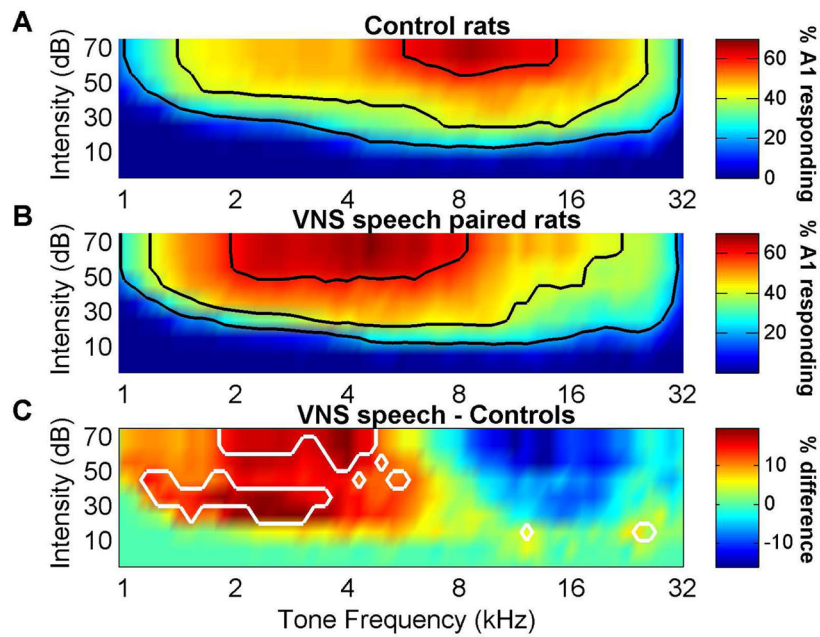 A
Control rats
% A1 responding
Intensity (dB)
70
50
30
10
60
40
20
0
1 2 4 8 16 32
B
VNS speech paired rats
% A1 responding
Intensity (dB)
70
50
30
10
60
40
20
1 2 4 8 16 32
C
VNS speech - Controls
% difference
Intensity (dB)
70
50
30
10
10
0
-10
1 2 4 8 16 32
Tone Frequency (kHz)